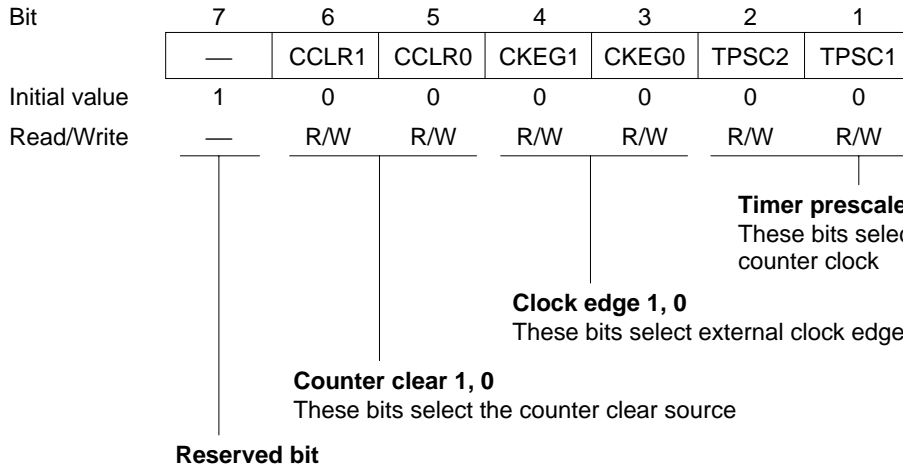 Bit 7 6 5 4 3 2 1
— CCLR1 CCLR0 CKEG1 CKEG0 TPSC2 TPSC1
Initial value 1 0 0 0 0 0 0
Read/Write — R/W R/W R/W R/W R/W R/W
Timer prescale
These bits selec
counter clock
Clock edge 1, 0
These bits select external clock edge
Counter clear 1, 0
These bits select the counter clear source
Reserved bit